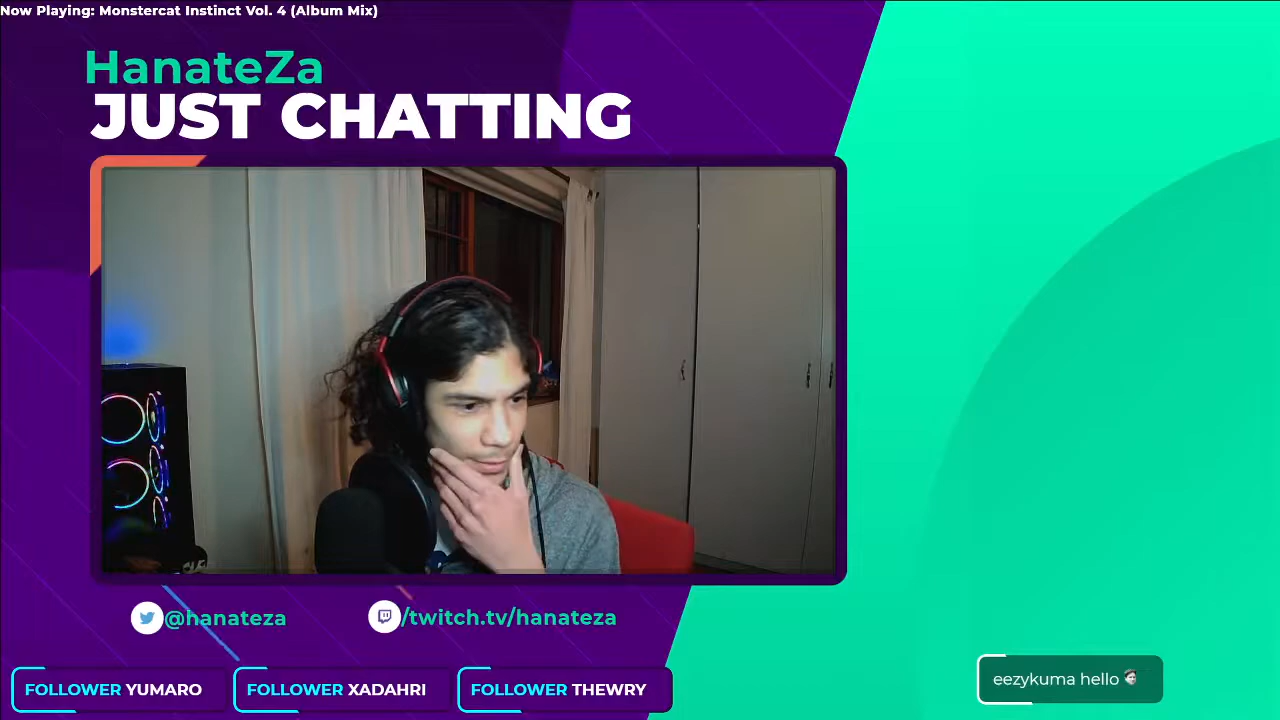 Now Playing: Monstercat Instinct Vol. 4 (Album Mix)
HanateZa
JUST CHATTING
@hanateza
/twitch.tv/hanateza
FOLLOWER YUMARO
FOLLOWER XADAHRI
FOLLOWER THEWRY
eezykuma hello